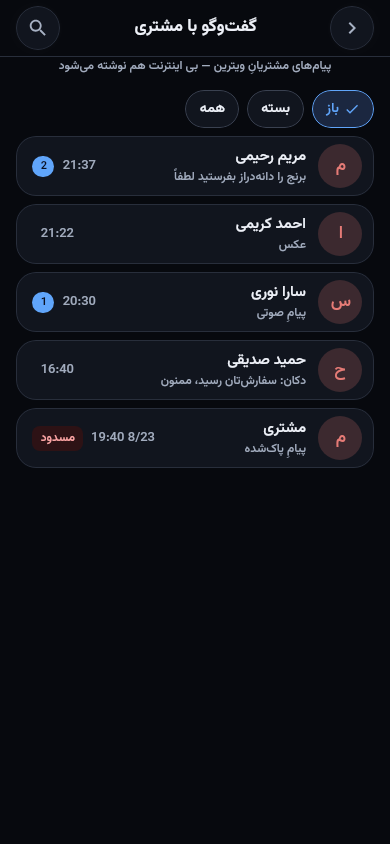 گفت‌وگو با مشتری
پیام‌های مشتریانِ ویترین — بی اینترنت هم نوشته می‌شود
باز
بسته
همه
م
مریم رحیمی
21:37
2
برنج را دانه‌دراز بفرستید لطفاً
ا
احمد کریمی
21:22
عکس
س
سارا نوری
20:30
1
پیامِ صوتی
ح
حمید صدیقی
16:40
دکان: سفارش‌تان رسید، ممنون
م
مشتری
8/23 19:40
مسدود
پیامِ پاک‌شده